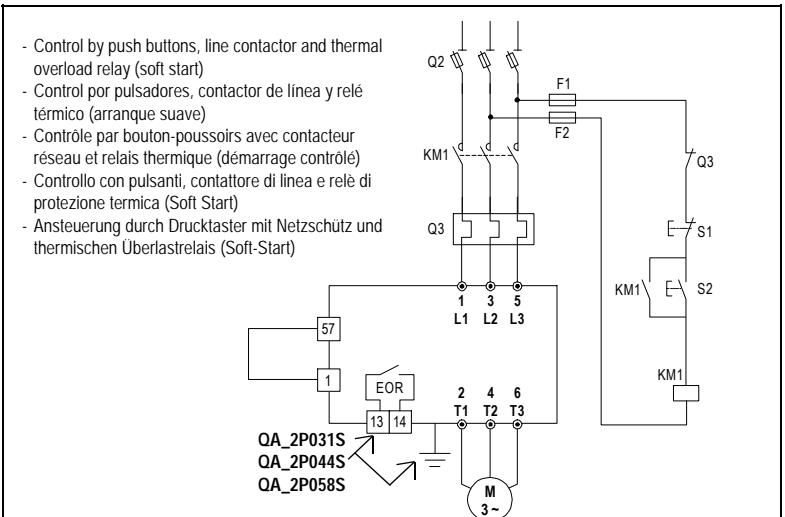 - Control by push buttons, line contactor and thermal
overload relay (soft start)
- Control por pulsadores, contactor de línea y relé
térmico (arranque suave)
- Contrôle par bouton-poussoirs avec contacteur
réseau et relais thermique (démarrage contrôlé)
- Controllo con pulsanti, contattore di linea e relè di
protezione termica (Soft Start)
- Ansteuerung durch Drucktaster mit Netzschütz und
thermischen Überlastrelais (Soft-Start)
Q2
F1
F2
KM1
Q3
Q3
S1
KM1
S2
1 3 5
L1 L2 L3
57
1
EOR
13 14
2 4 6
T1 T2 T3
KM1
QA_2P031S
QA_2P044S
QA_2P058S
M
3 ~